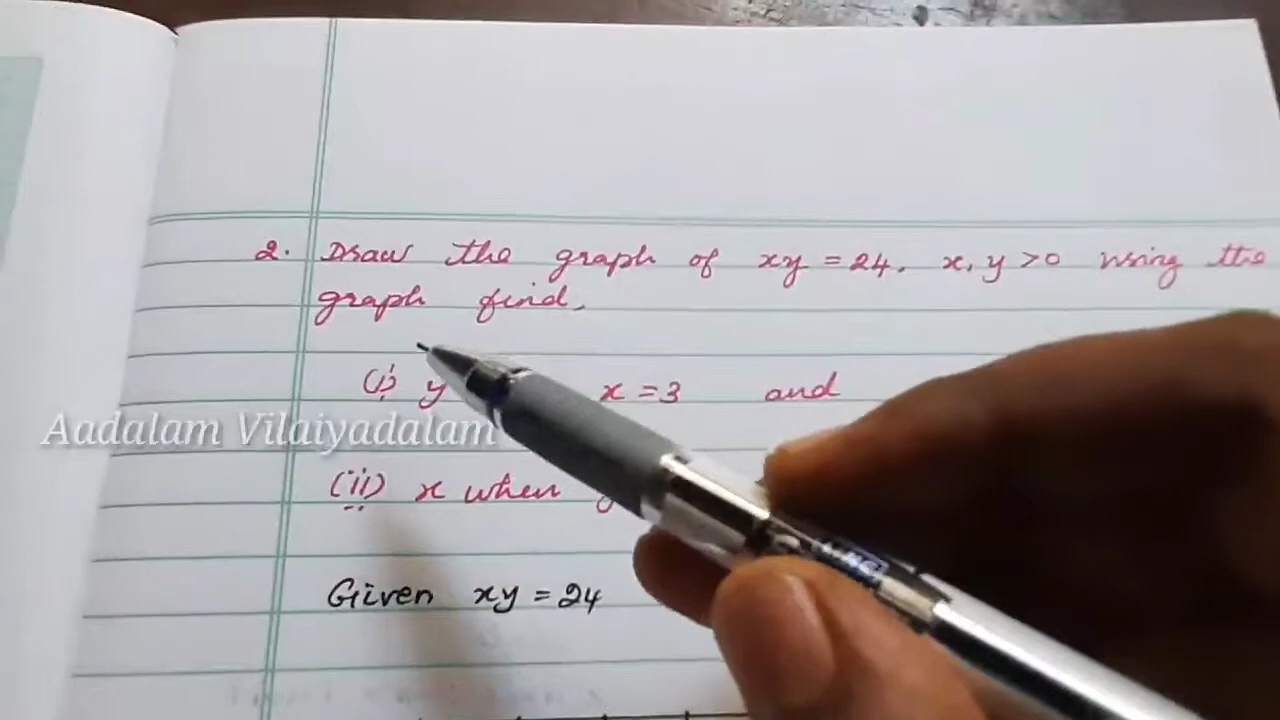 2. Draw the graph of xy = 24, x, y > 0 using the
graph find,
(i) y x = 3 and
Aadalam Vilaiyadalam
(ii) x when
Given xy = 24